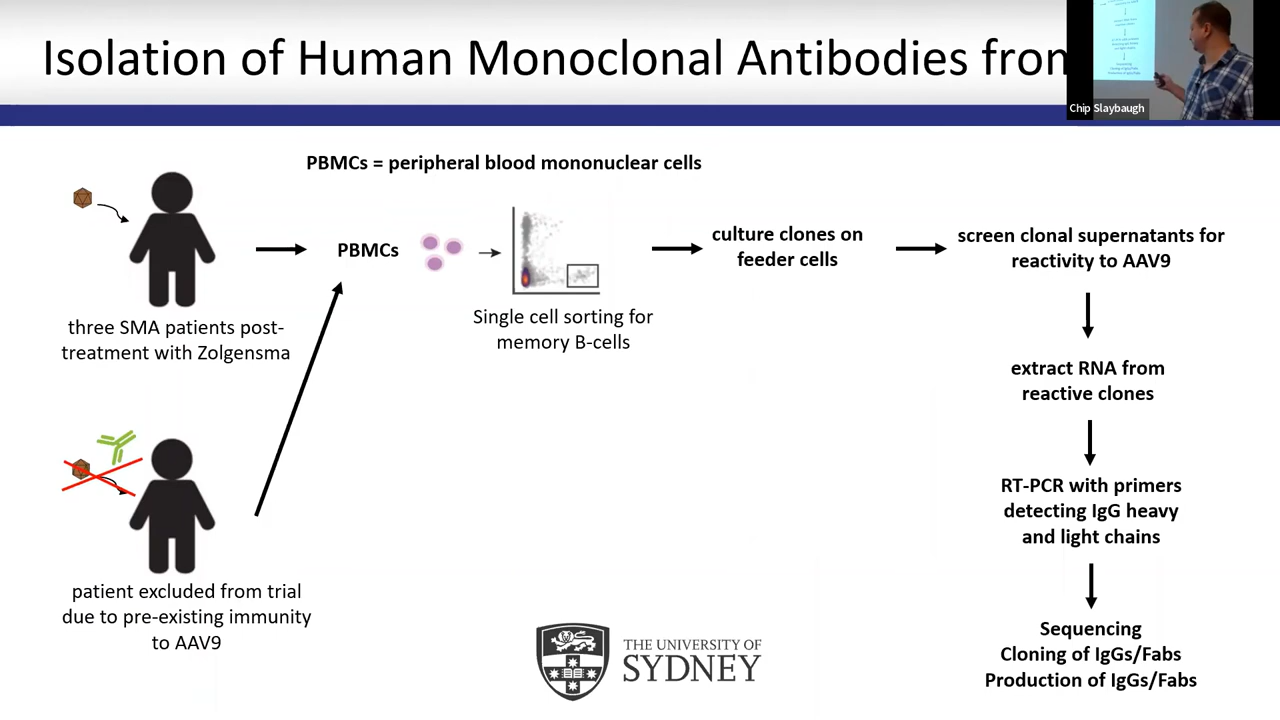 Isolation of Human Monoclonal Antibodies from
Chip Slaybaugh
PBMCs = peripheral blood mononuclear cells
three SMA patients post-
treatment with Zolgensma
PBMCs
Single cell sorting for
memory B-cells
culture clones on
feeder cells
screen clonal supernatants for
reactivity to AAV9
extract RNA from
reactive clones
RT-PCR with primers
detecting IgG heavy
and light chains
Sequencing
Cloning of IgGs/Fabs
Production of IgGs/Fabs
patient excluded from trial
due to pre-existing immunity
to AAV9
THE UNIVERSITY OF
SYDNEY